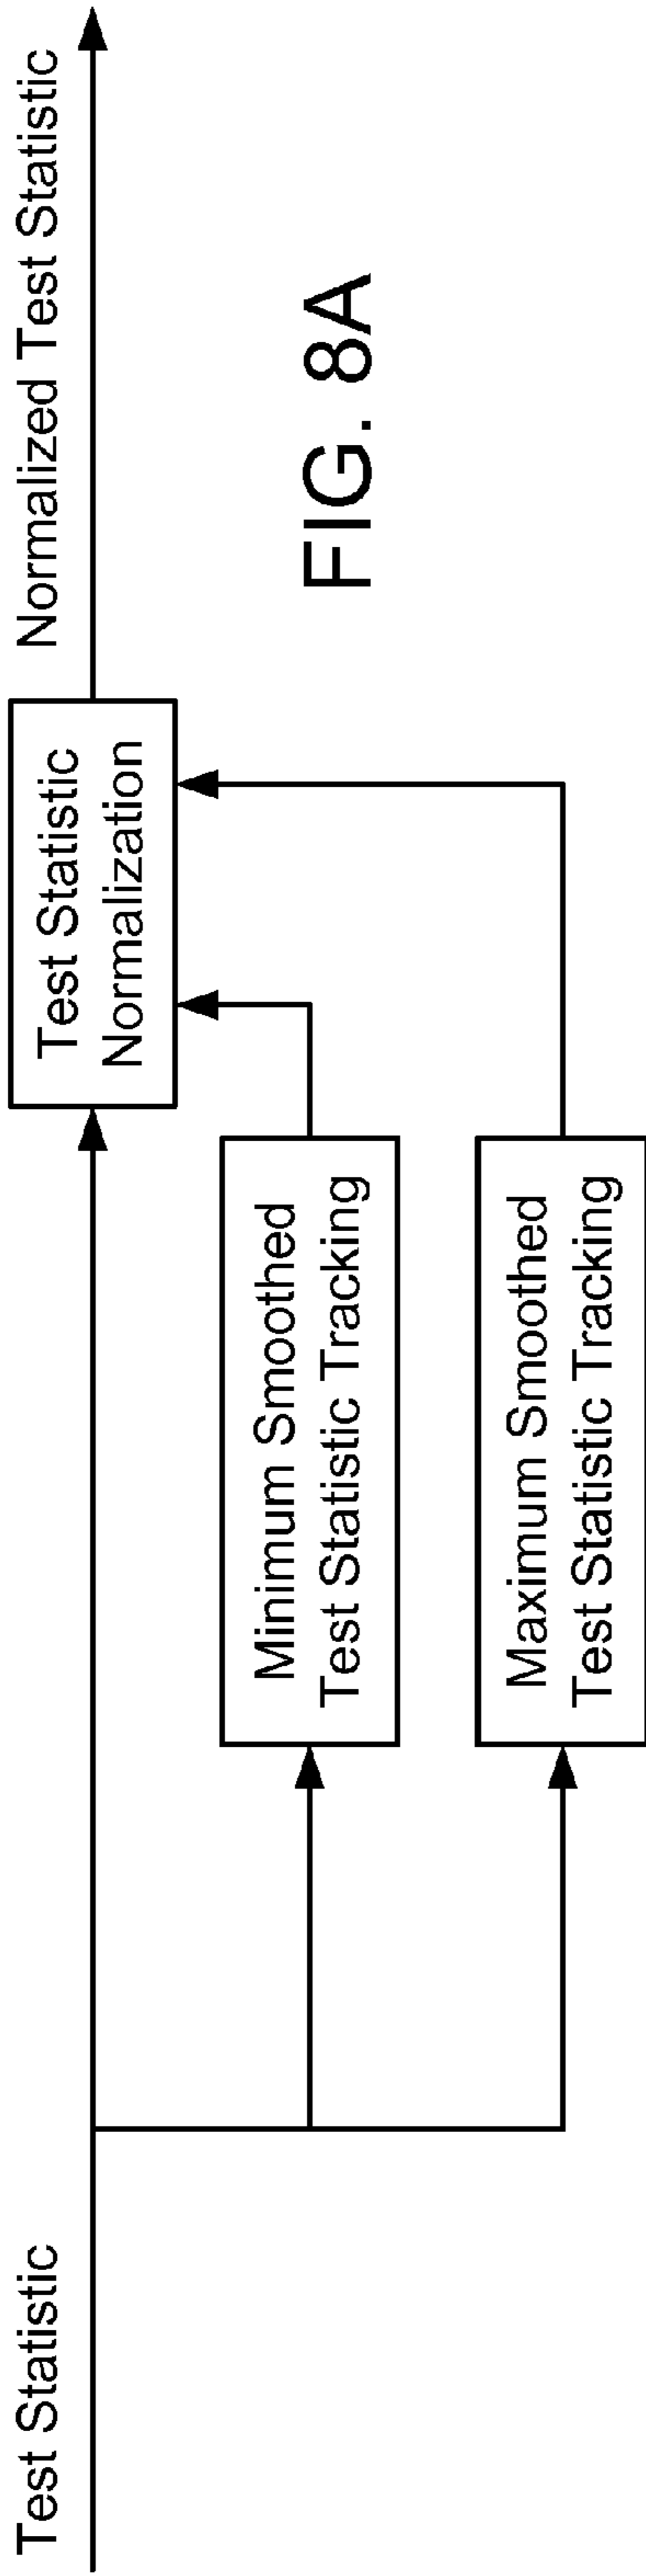 Test Statistic
Test Statistic
Normalization
Normalized Test Statistic
Minimum Smoothed
Test Statistic Tracking
Maximum Smoothed
Test Statistic Tracking
FIG. 8A